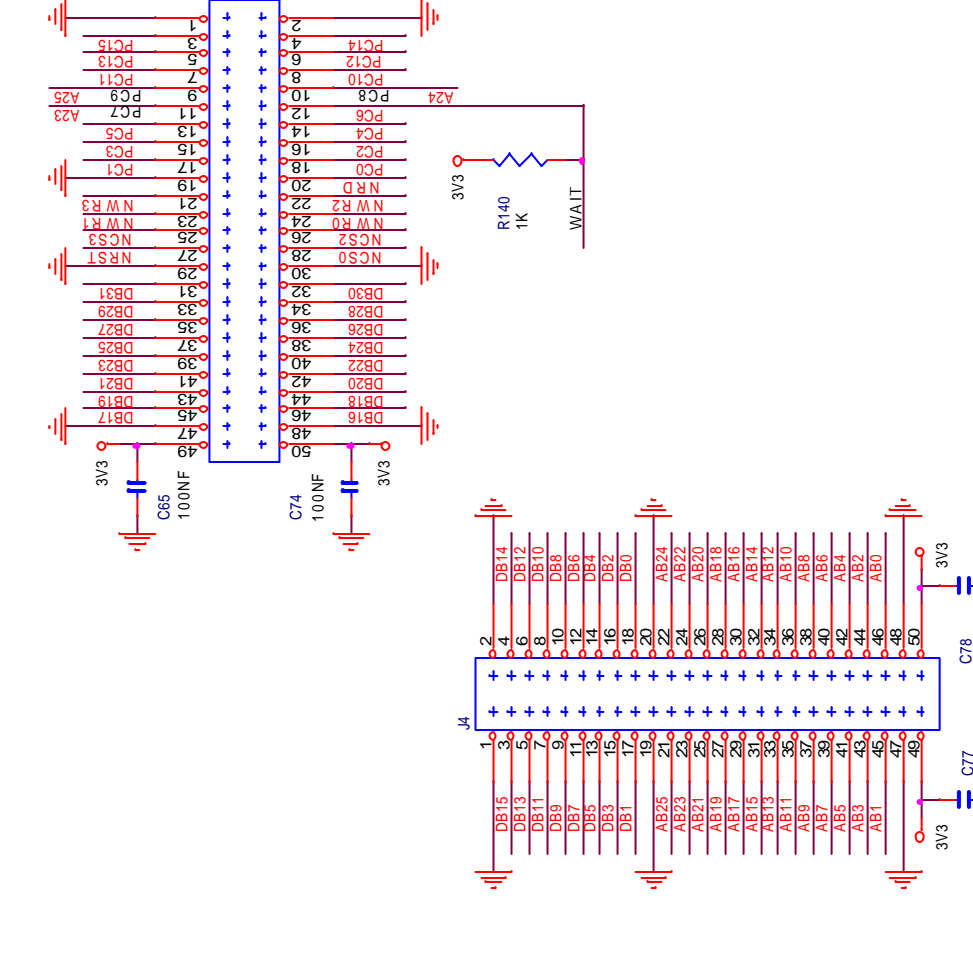 1 2
3 4
PC15 PC14
5 6
PC13 PC12
7 8
PC11 PC10
A25 PC9 9 10 PC8 A24
A23 PC7 11 12 PC6
13 14
PC5 PC4
15 16
PC3 PC2
17 18
PC1 PC0
19 20
NRD
21 22
NWR3 NWR2
23 24
NWR1 NWR0
25 26
NCS3 NCS2
27 28
NRST NCS0
29 30
31 32
DB31 DB30
33 34
DB29 DB28
35 36
DB27 DB26
37 38
DB25 DB24
39 40
DB23 DB22
41 42
DB21 DB20
43 44
DB19 DB18
45 46
DB17 DB16
47 48
49 50
3V3
C65
100NF
C74
100NF
3V3
3V3
R140
1K
WAIT
DB14 DB12 DB10 DB8 DB6 DB4 DB2 DB0 AB24 AB22 AB20 AB18 AB16 AB14 AB12 AB10 AB8 AB6 AB4 AB2 AB0
3V3
2 4 6 8 10 12 14 16 18 20 22 24 26 28 30 32 34 36 38 40 42 44 46 48 50
C78
J4
1 3 5 7 9 11 13 15 17 19 21 23 25 27 29 31 33 35 37 39 41 43 45 47 49
C77
DB15 DB13 DB11 DB9 DB7 DB5 DB3 DB1 AB25 AB23 AB21 AB19 AB17 AB15 AB13 AB11 AB9 AB7 AB5 AB3 AB1
3V3